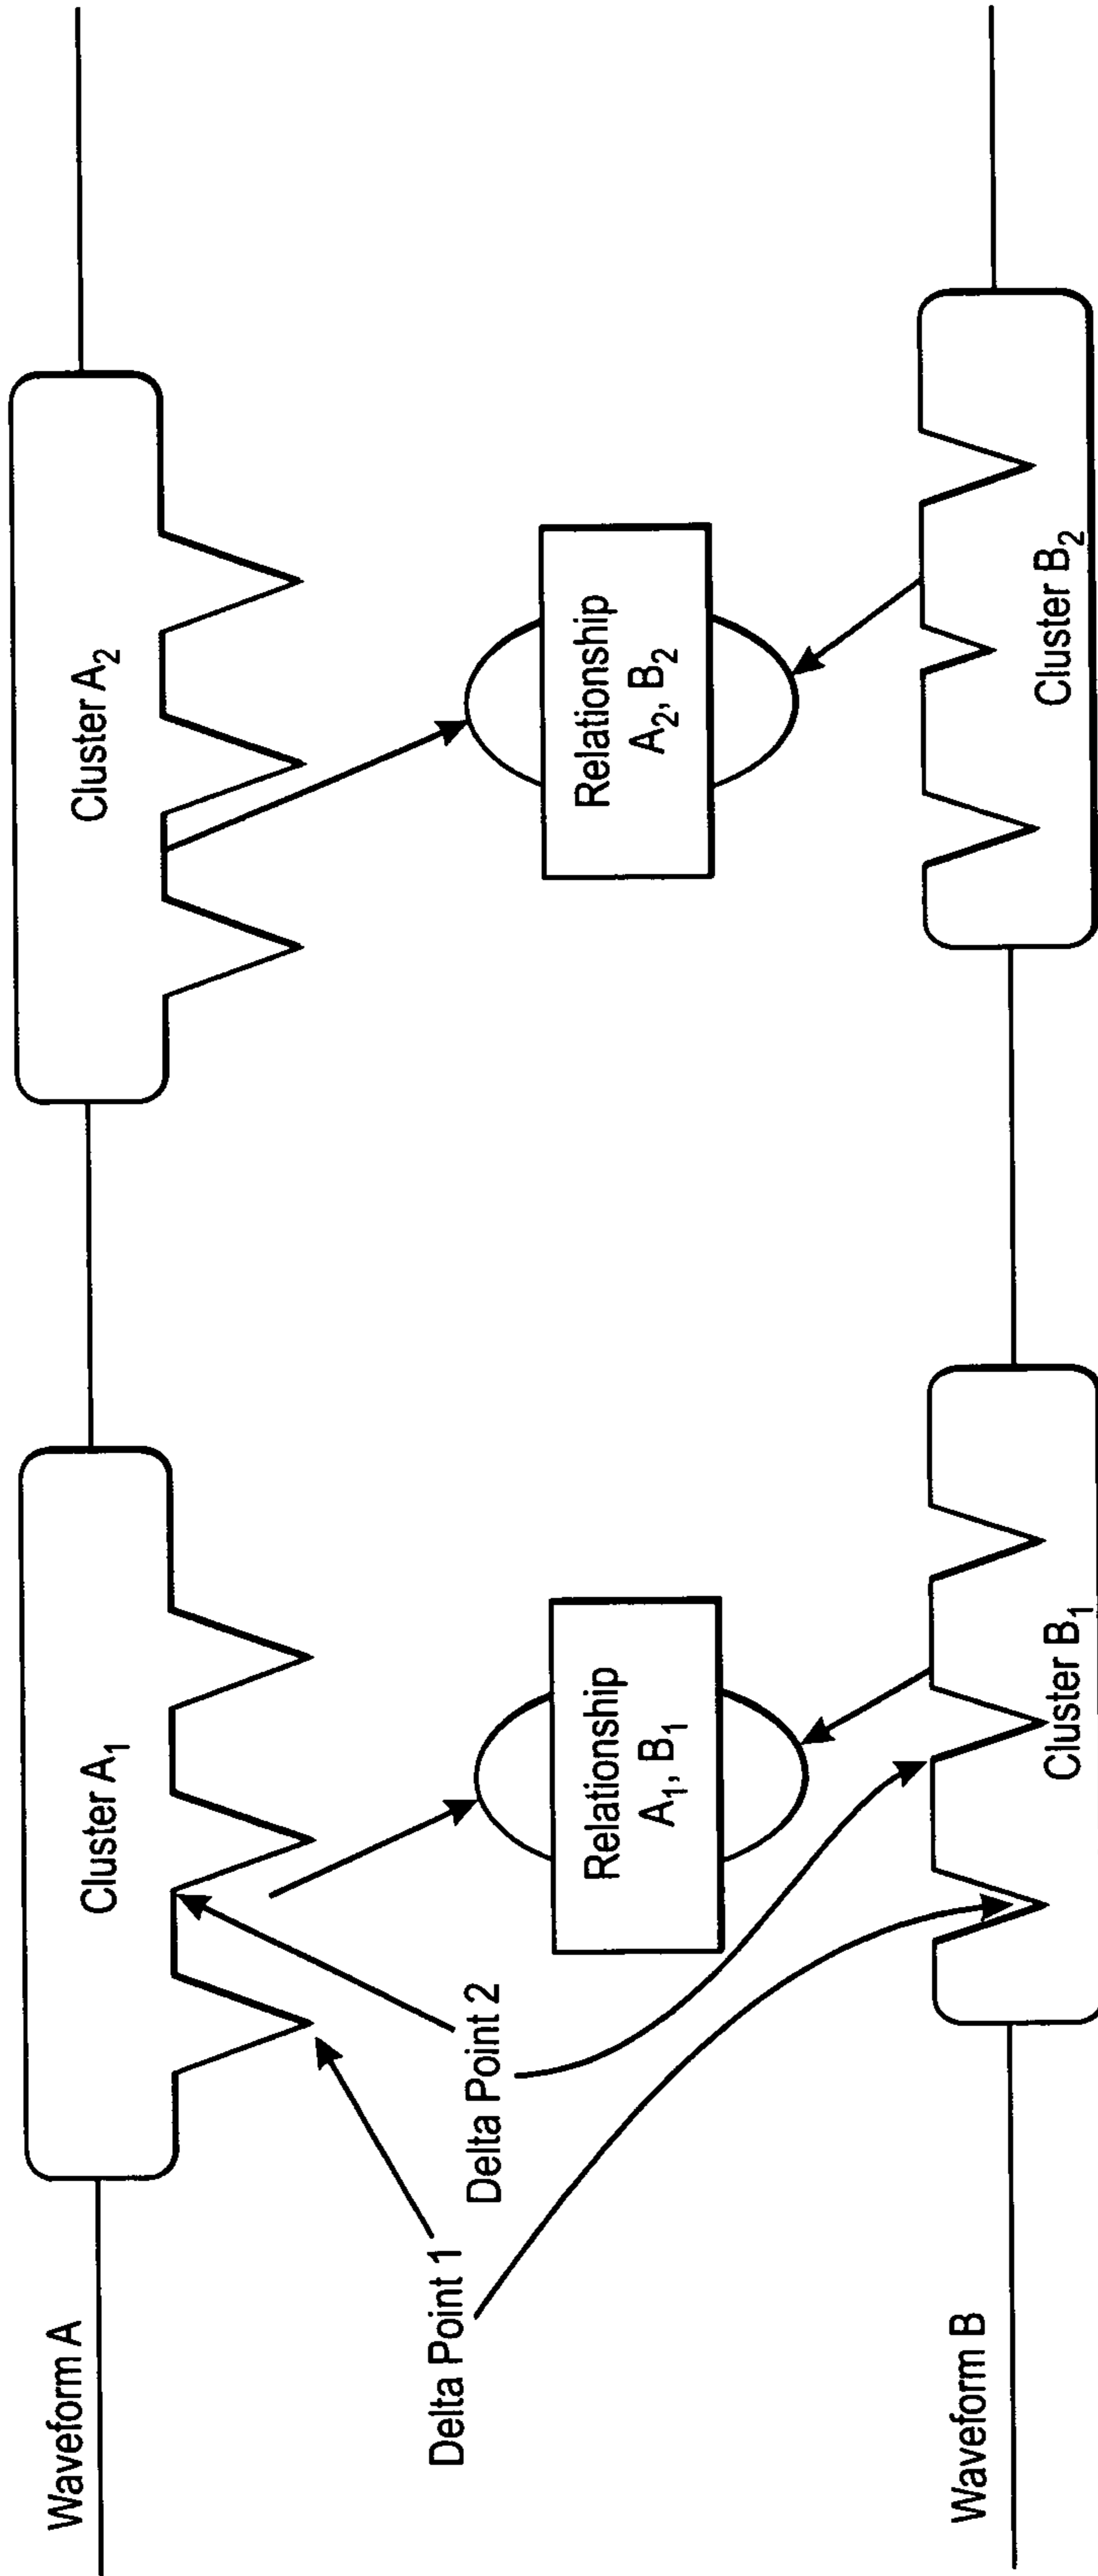 Waveform A
Cluster A₁
Cluster A₂
Delta Point 1
Delta Point 2
Relationship
A₁, B₁
Relationship
A₂, B₂
Waveform B
Cluster B₁
Cluster B₂